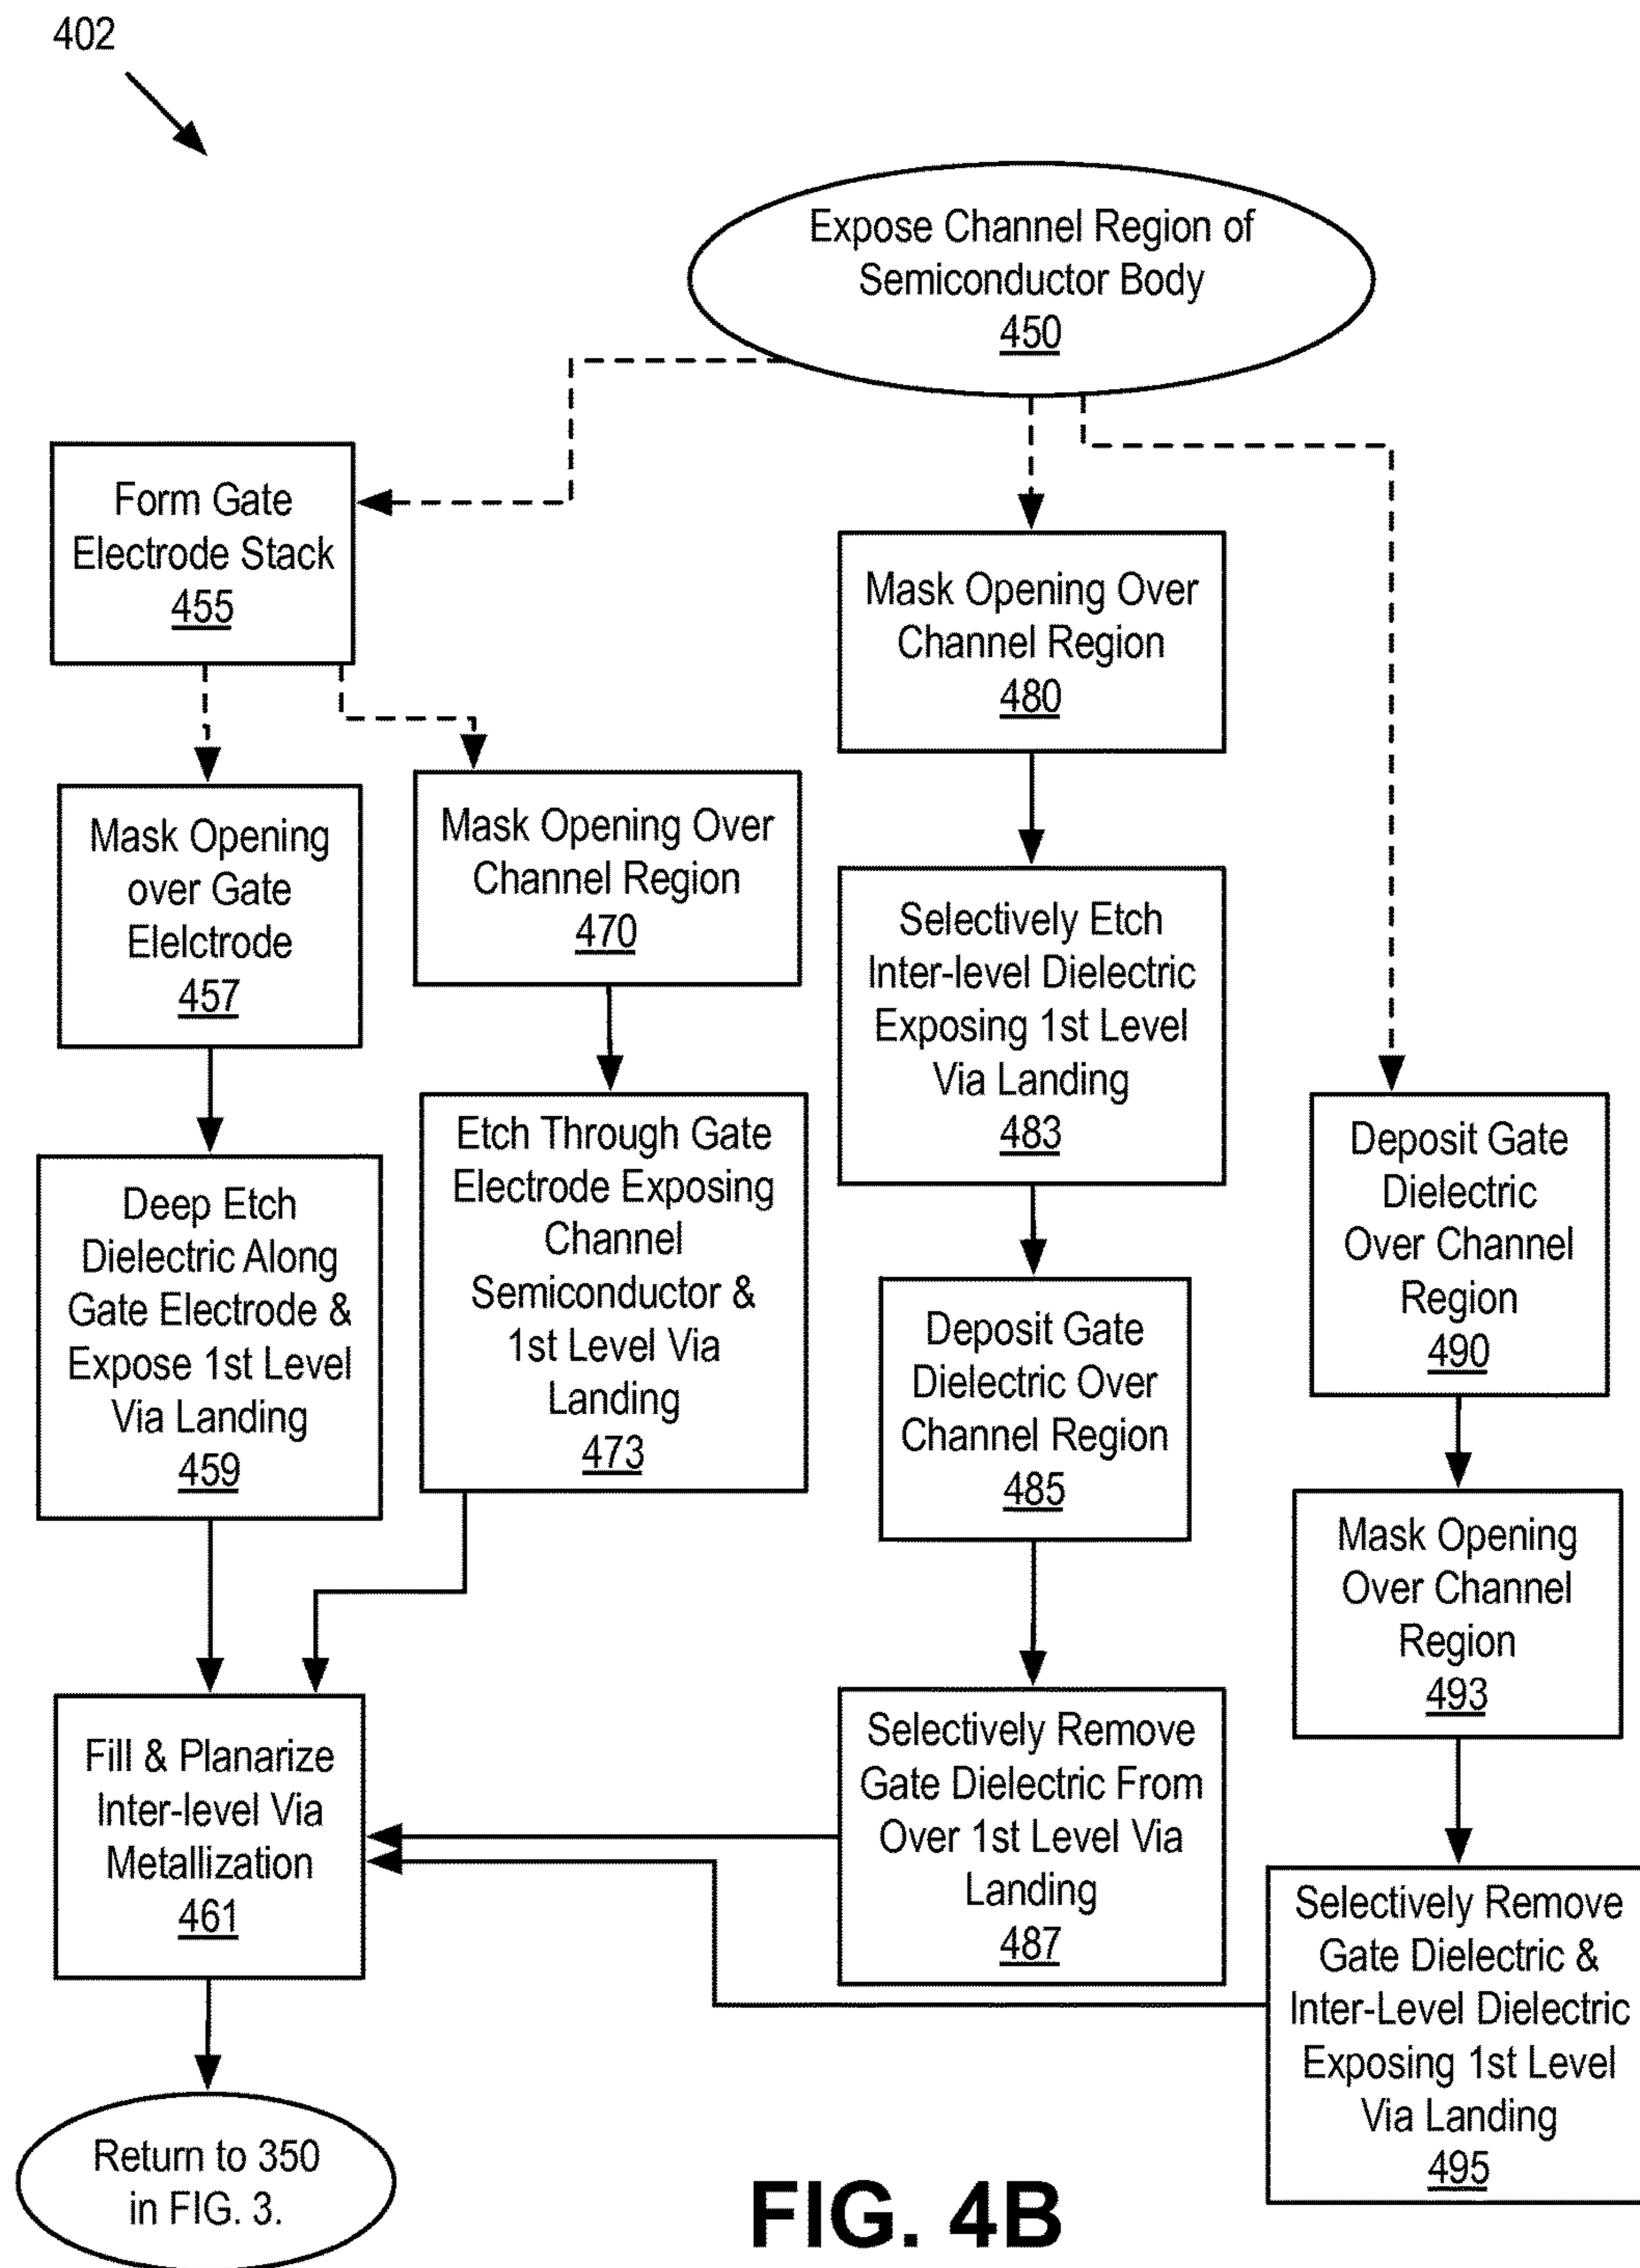 402
Expose Channel Region of
Semiconductor Body
450
Form Gate
Electrode Stack
455
Mask Opening
over Gate
Elelctrode
457
Deep Etch
Dielectric Along
Gate Electrode &
Expose 1st Level
Via Landing
459
Mask Opening Over
Channel Region
470
Etch Through Gate
Electrode Exposing
Channel
Semiconductor &
1st Level Via
Landing
473
Mask Opening Over
Channel Region
480
Selectively Etch
Inter-level Dielectric
Exposing 1st Level
Via Landing
483
Deposit Gate
Dielectric Over
Channel Region
485
Selectively Remove
Gate Dielectric From
Over 1st Level Via
Landing
487
Deposit Gate
Dielectric
Over Channel
Region
490
Mask Opening
Over Channel
Region
493
Selectively Remove
Gate Dielectric &
Inter-Level Dielectric
Exposing 1st Level
Via Landing
495
Fill & Planarize
Inter-level Via
Metallization
461
Return to 350
in FIG. 3.
FIG. 4B